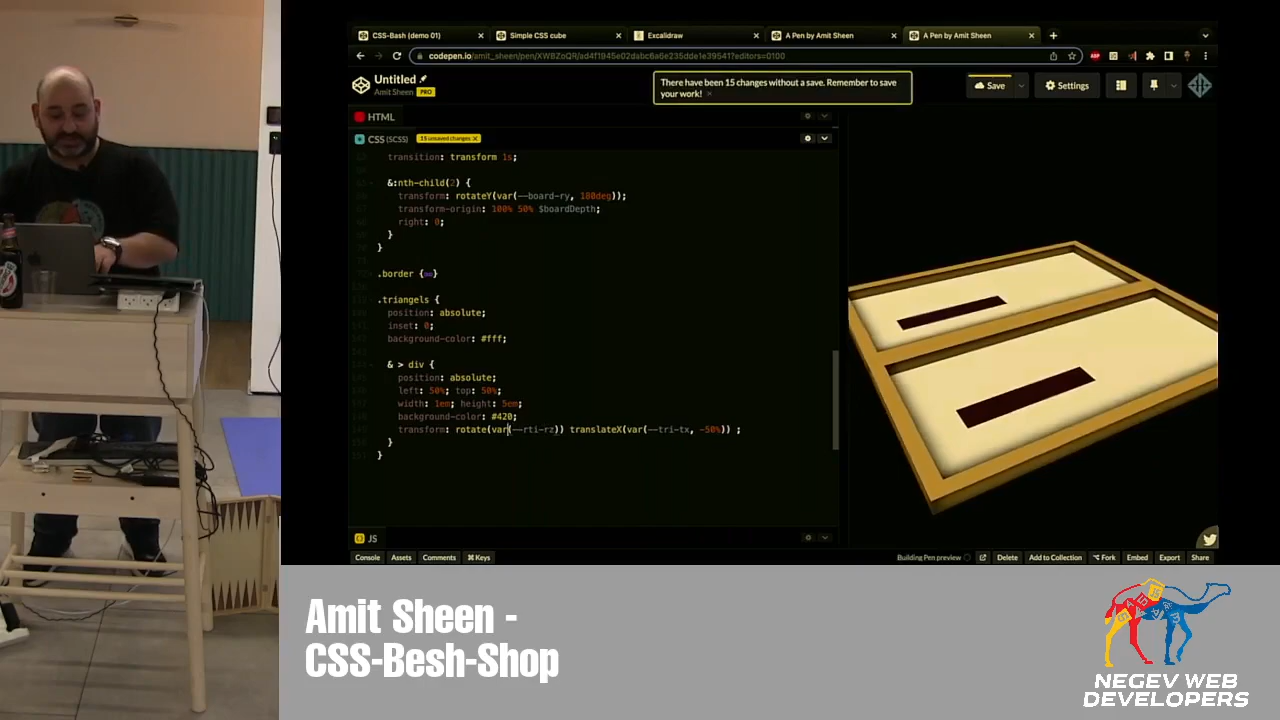 CSS-Bash (demo 01)
Simple CSS cube
Excalidraw
A Pen by Amit Sheen
A Pen by Amit Sheen
codepen.io/amit_sheen/pen/XWBZoQR/ad4f1945e02dabc6a6e235dde1e39541?editors=0100
Untitled
Amit Sheen PRO
There have been 15 changes without a save. Remember to save
your work!
Save
Settings
HTML
CSS (SCSS) 15 unsaved changes
transition: transform 1s;
&:nth-child(2) {
transform: rotateY(var(--board-ry, 180deg));
transform-origin: 100% 50% $boardDepth;
right: 0;
}
}
.border {
}
.triangels {
position: absolute;
inset: 0;
background-color: #fff;
& > div {
position: absolute;
left: 50%; top: 50%;
width: 1em; height: 5em;
background-color: #420;
transform: rotate(var(--rti-rz)) translateX(var(--tri-tx, -50%)) ;
}
}
JS
Console
Assets
Comments
⌘ Keys
Building Pen preview
Delete
Add to Collection
Fork
Embed
Export
Share
Amit Sheen -
CSS-Besh-Shop
NEGEV WEB
DEVELOPERS